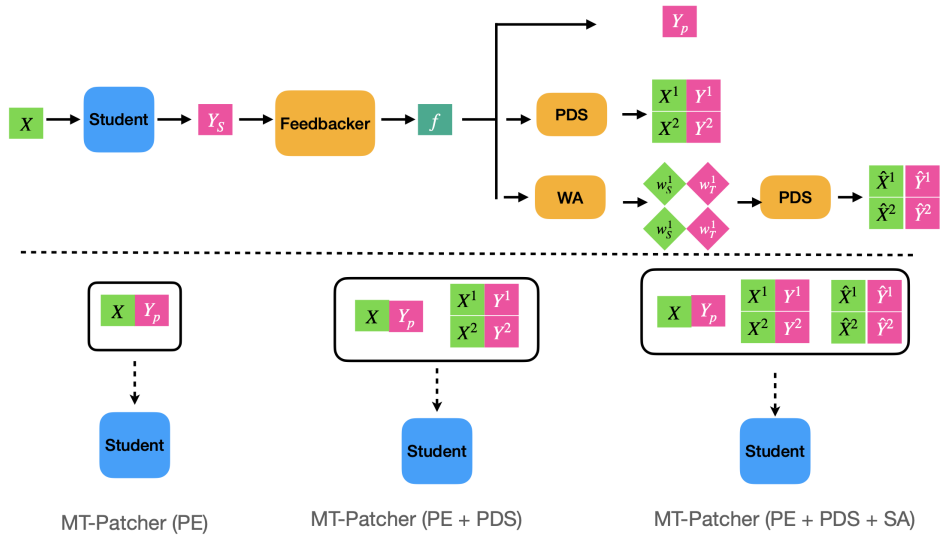 Y_p
X Student Y_S Feedbacker f PDS X^1 Y^1
X^2 Y^2
WA w_S^1 w_T^1 PDS X̂^1 Ŷ^1
w_S^1 w_T^1 X̂^2 Ŷ^2
X Y_p
X Y_p X^1 Y^1
X^2 Y^2
X Y_p X^1 Y^1 X̂^1 Ŷ^1
X^2 Y^2 X̂^2 Ŷ^2
Student
Student
Student
MT-Patcher (PE)
MT-Patcher (PE + PDS)
MT-Patcher (PE + PDS + SA)